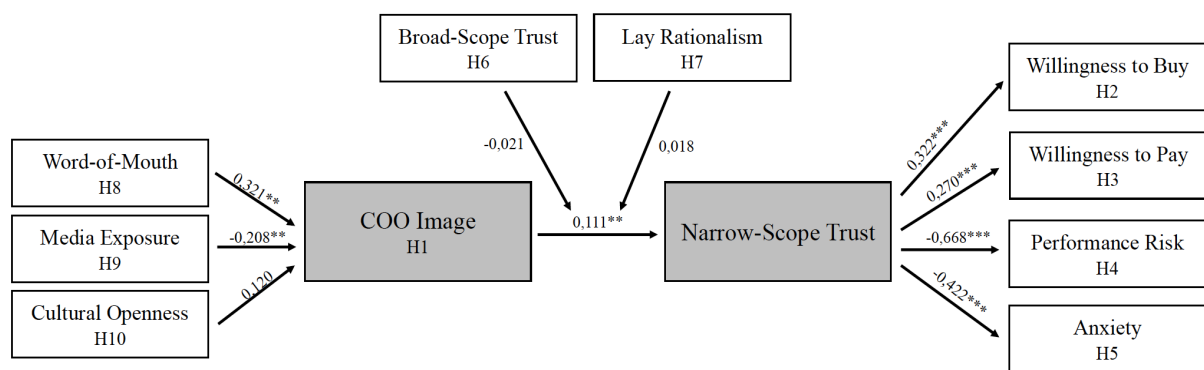 Broad-Scope Trust
H6
Lay Rationalism
H7
Willingness to Buy
H2
Word-of-Mouth
H8
-0,021
0,018
0,322***
Willingness to Pay
H3
0,321**
0,270***
Media Exposure
H9
-0,208**
COO Image
H1
0,111**
Narrow-Scope Trust
-0,668***
Performance Risk
H4
Cultural Openness
H10
0,120
-0,422***
Anxiety
H5